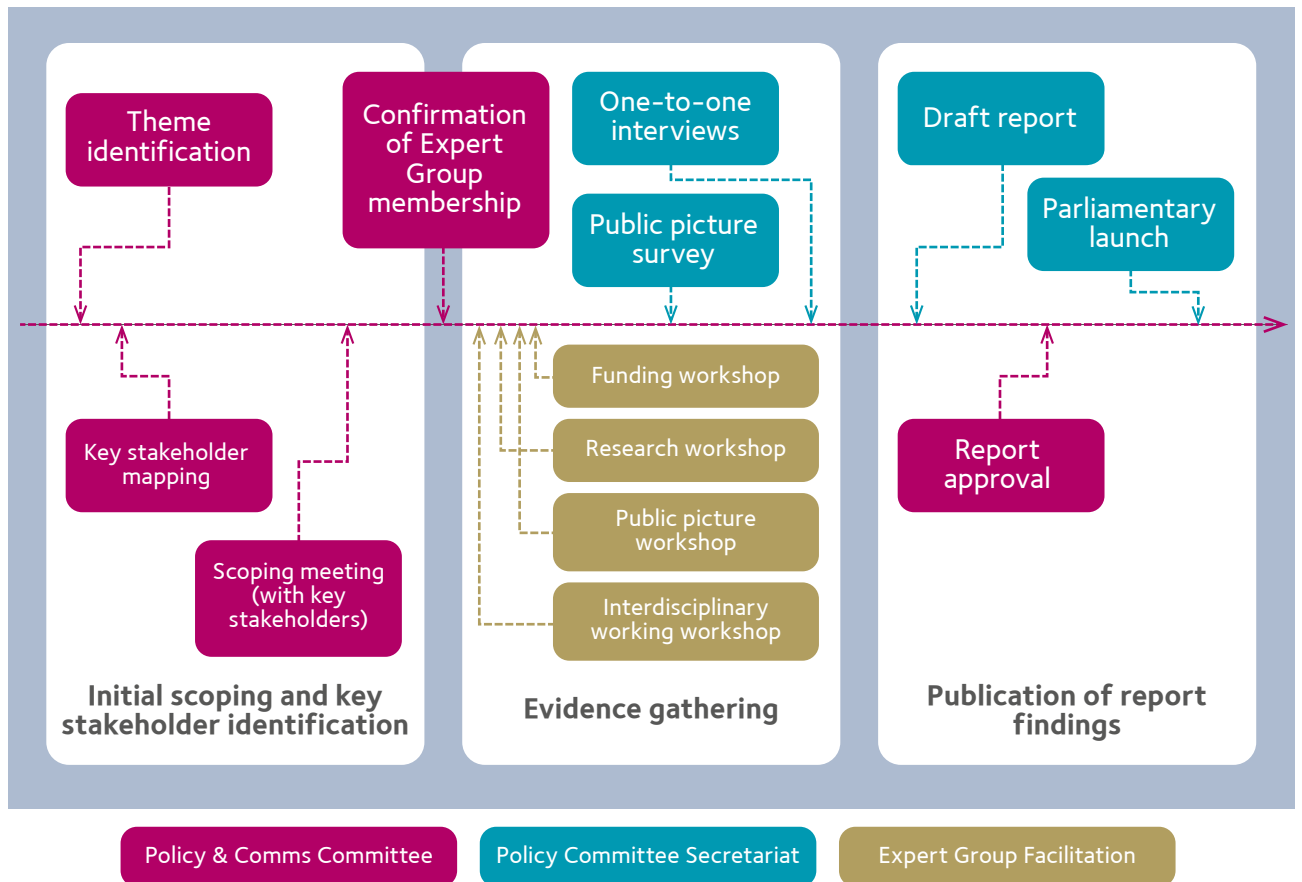 Theme
identification
Key stakeholder
mapping
Scoping meeting
(with key
stakeholders)
Initial scoping and key
stakeholder identification
Confirmation
of Expert
Group
membership
One-to-one
interviews
Public picture
survey
Funding workshop
Research workshop
Public picture
workshop
Interdisciplinary
working workshop
Evidence gathering
Draft report
Parliamentary
launch
Report
approval
Publication of report
findings
Policy & Comms Committee
Policy Committee Secretariat
Expert Group Facilitation